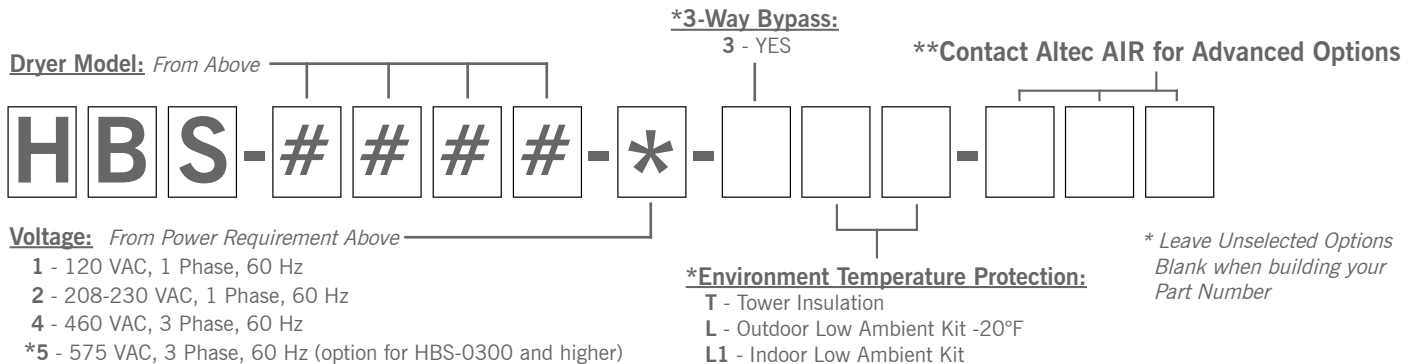 *3-Way Bypass:
3 - YES
**Contact Altec AIR for Advanced Options
Dryer Model: From Above
HBS-####-*- -
Voltage: From Power Requirement Above
1 - 120 VAC, 1 Phase, 60 Hz
2 - 208-230 VAC, 1 Phase, 60 Hz
4 - 460 VAC, 3 Phase, 60 Hz
*5 - 575 VAC, 3 Phase, 60 Hz (option for HBS-0300 and higher)
*Environment Temperature Protection:
T - Tower Insulation
L - Outdoor Low Ambient Kit -20°F
L1 - Indoor Low Ambient Kit
* Leave Unselected Options
Blank when building your
Part Number